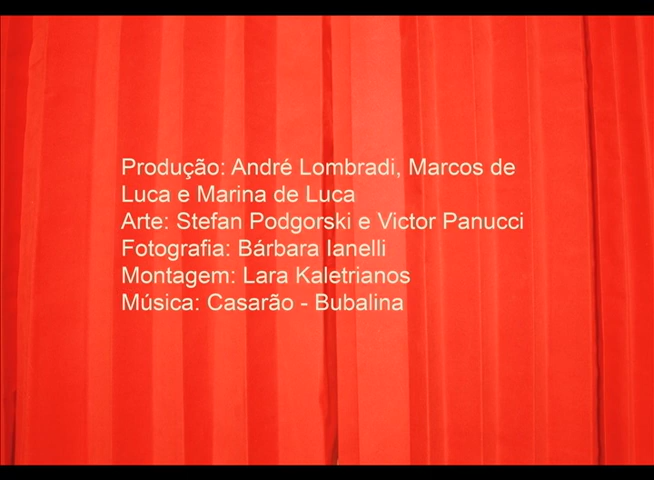 Produção: André Lombradi, Marcos de
Luca e Marina de Luca
Arte: Stefan Podgorski e Victor Panucci
Fotografia: Bárbara Ianelli
Montagem: Lara Kaletrianos
Música: Casarão - Bubalina